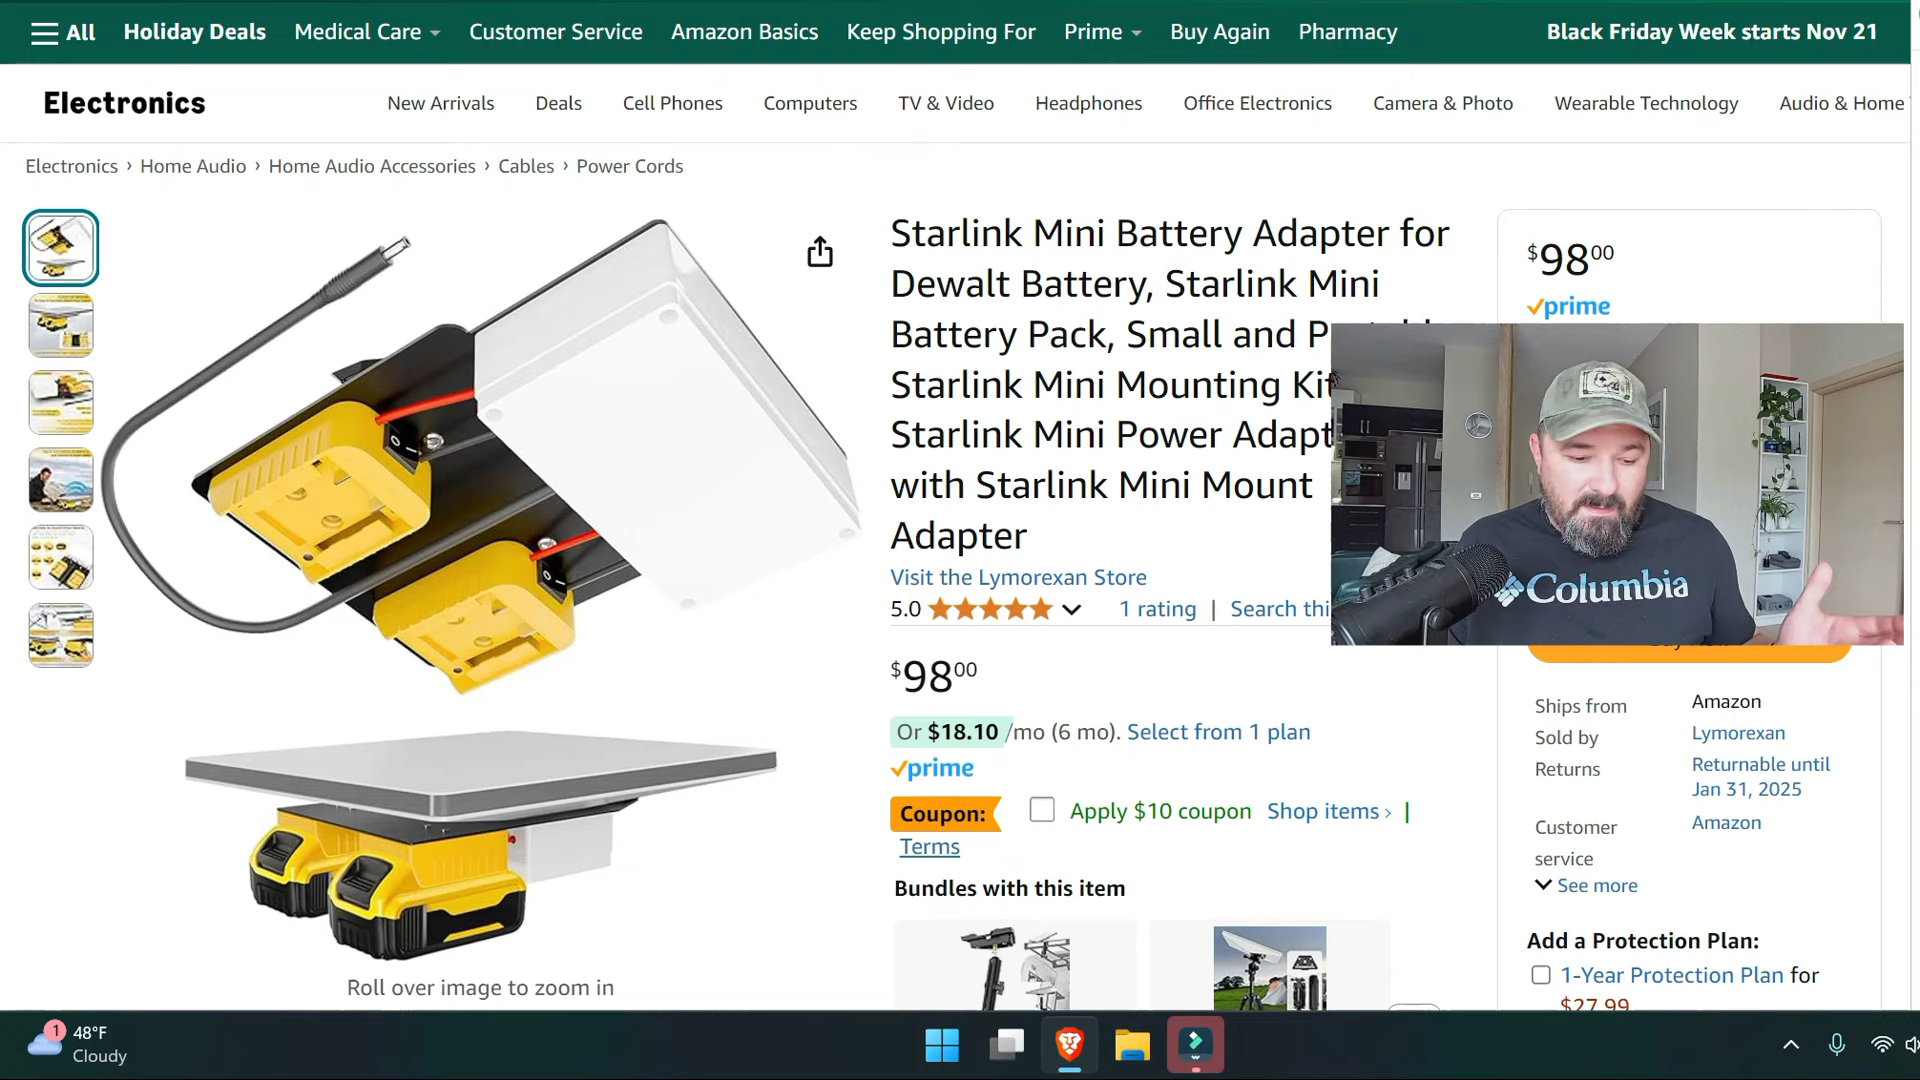 All Holiday Deals Medical Care Customer Service Amazon Basics Keep Shopping For Prime Buy Again Pharmacy Black Friday Week starts Nov 21
Electronics New Arrivals Deals Cell Phones Computers TV & Video Headphones Office Electronics Camera & Photo Wearable Technology Audio & Home
Electronics › Home Audio › Home Audio Accessories › Cables › Power Cords
Starlink Mini Battery Adapter for
Dewalt Battery, Starlink Mini
Battery Pack, Small and
Starlink Mini Mounting Kit
Starlink Mini Power Adapt
with Starlink Mini Mount
Adapter
Visit the Lymorexan Store
5.0 1 rating | Search thi
$9800
Or $18.10 /mo (6 mo). Select from 1 plan
prime
Coupon: Apply $10 coupon Shop items › |
Terms
Bundles with this item
Roll over image to zoom in
$9800
prime
Columbia
Ships from Amazon
Sold by Lymorexan
Returns Returnable until
Jan 31, 2025
Customer Amazon
service
See more
Add a Protection Plan:
1-Year Protection Plan for
$27.99
1 48°F
Cloudy